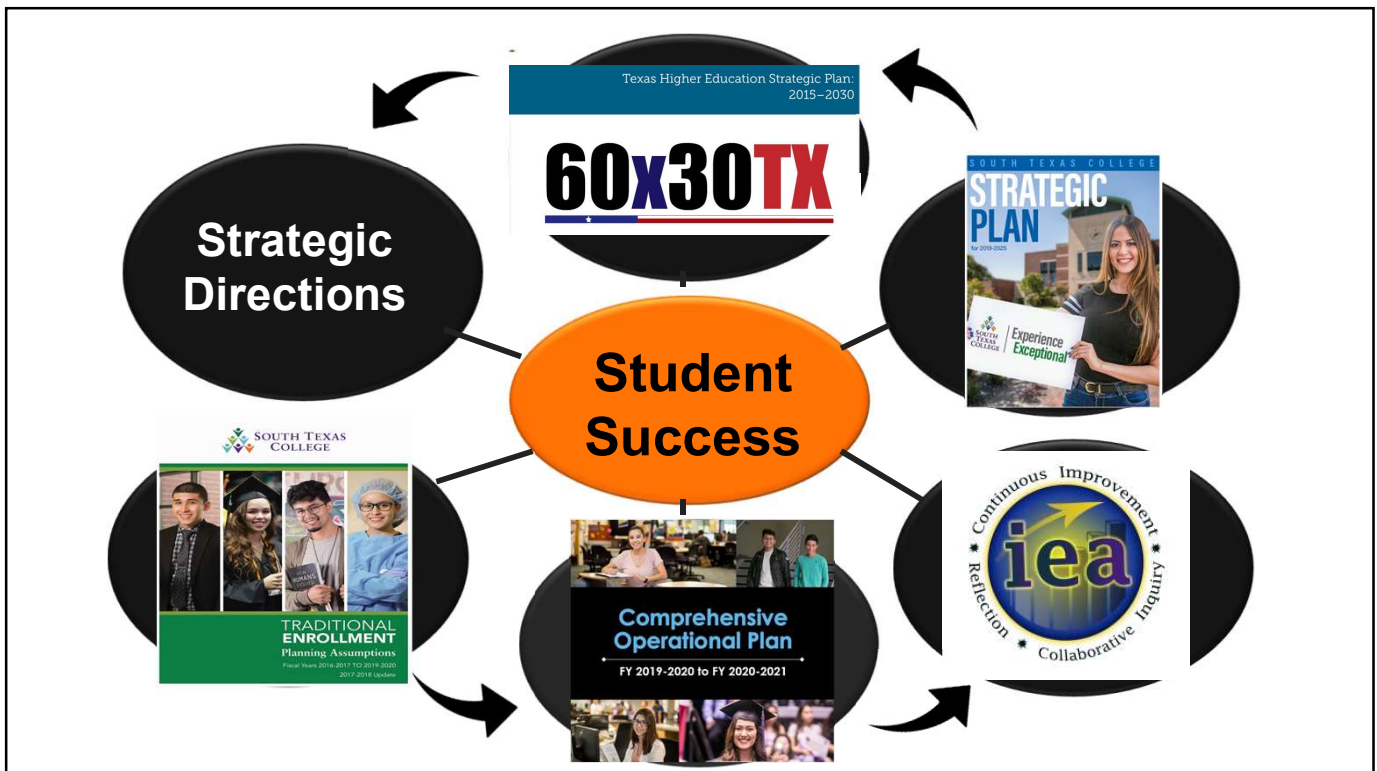 Texas Higher Education Strategic Plan:
2015–2030
60x30TX
Strategic
Directions
SOUTH TEXAS COLLEGE
STRATEGIC
PLAN
for 2019-2025
SOUTH
TEXAS
COLLEGE
Experience
Exceptional
Student
Success
SOUTH TEXAS
COLLEGE
HUMANS
TRADITIONAL
ENROLLMENT
Planning Assumptions
Fiscal Years 2016-2017 TO 2019-2020
2017-2018 Update
Comprehensive
Operational Plan
FY 2019-2020 to FY 2020-2021
Continuous Improvement
iea
Reflection * Collaborative Inquiry